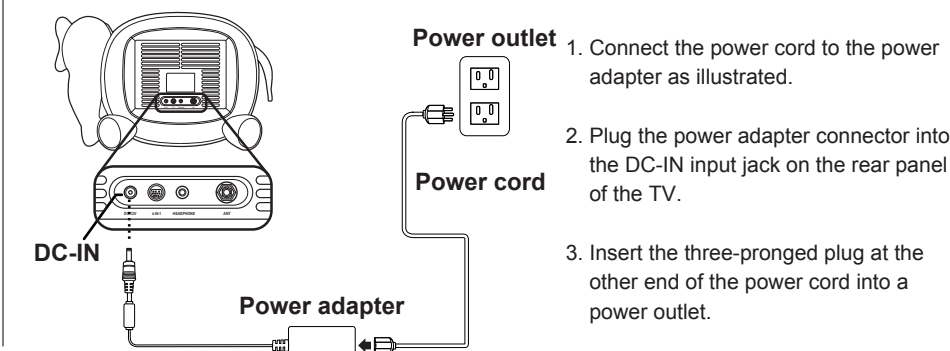 Power outlet
Power cord
DC-IN
Power adapter
HEADPHONE
ANT
1. Connect the power cord to the power
adapter as illustrated.
2. Plug the power adapter connector into
the DC-IN input jack on the rear panel
of the TV.
3. Insert the three-pronged plug at the
other end of the power cord into a
power outlet.